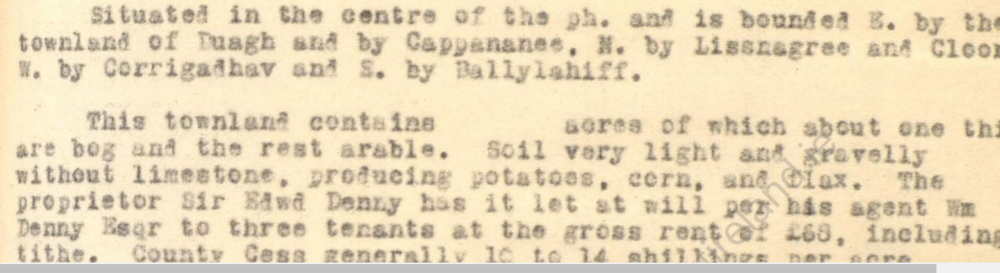 Situated in the centre of the ph. and is bounded E. by the
townland of Duagh and by Cappananee, N. by Lissnagree and Cloon
W. by Corrigadhav and S. by Ballylahiff.
This townland contains acres of which about one thi
are bog and the rest arable. Soil very light and gravelly
without limestone, producing potatoes, corn, and flax. The
proprietor Sir Edwd Denny has it let at will per his agent Wm
Denny Esqr to three tenants at the gross rent of £68, including
tithe. County Cess generally 10 to 14 shillings per acre